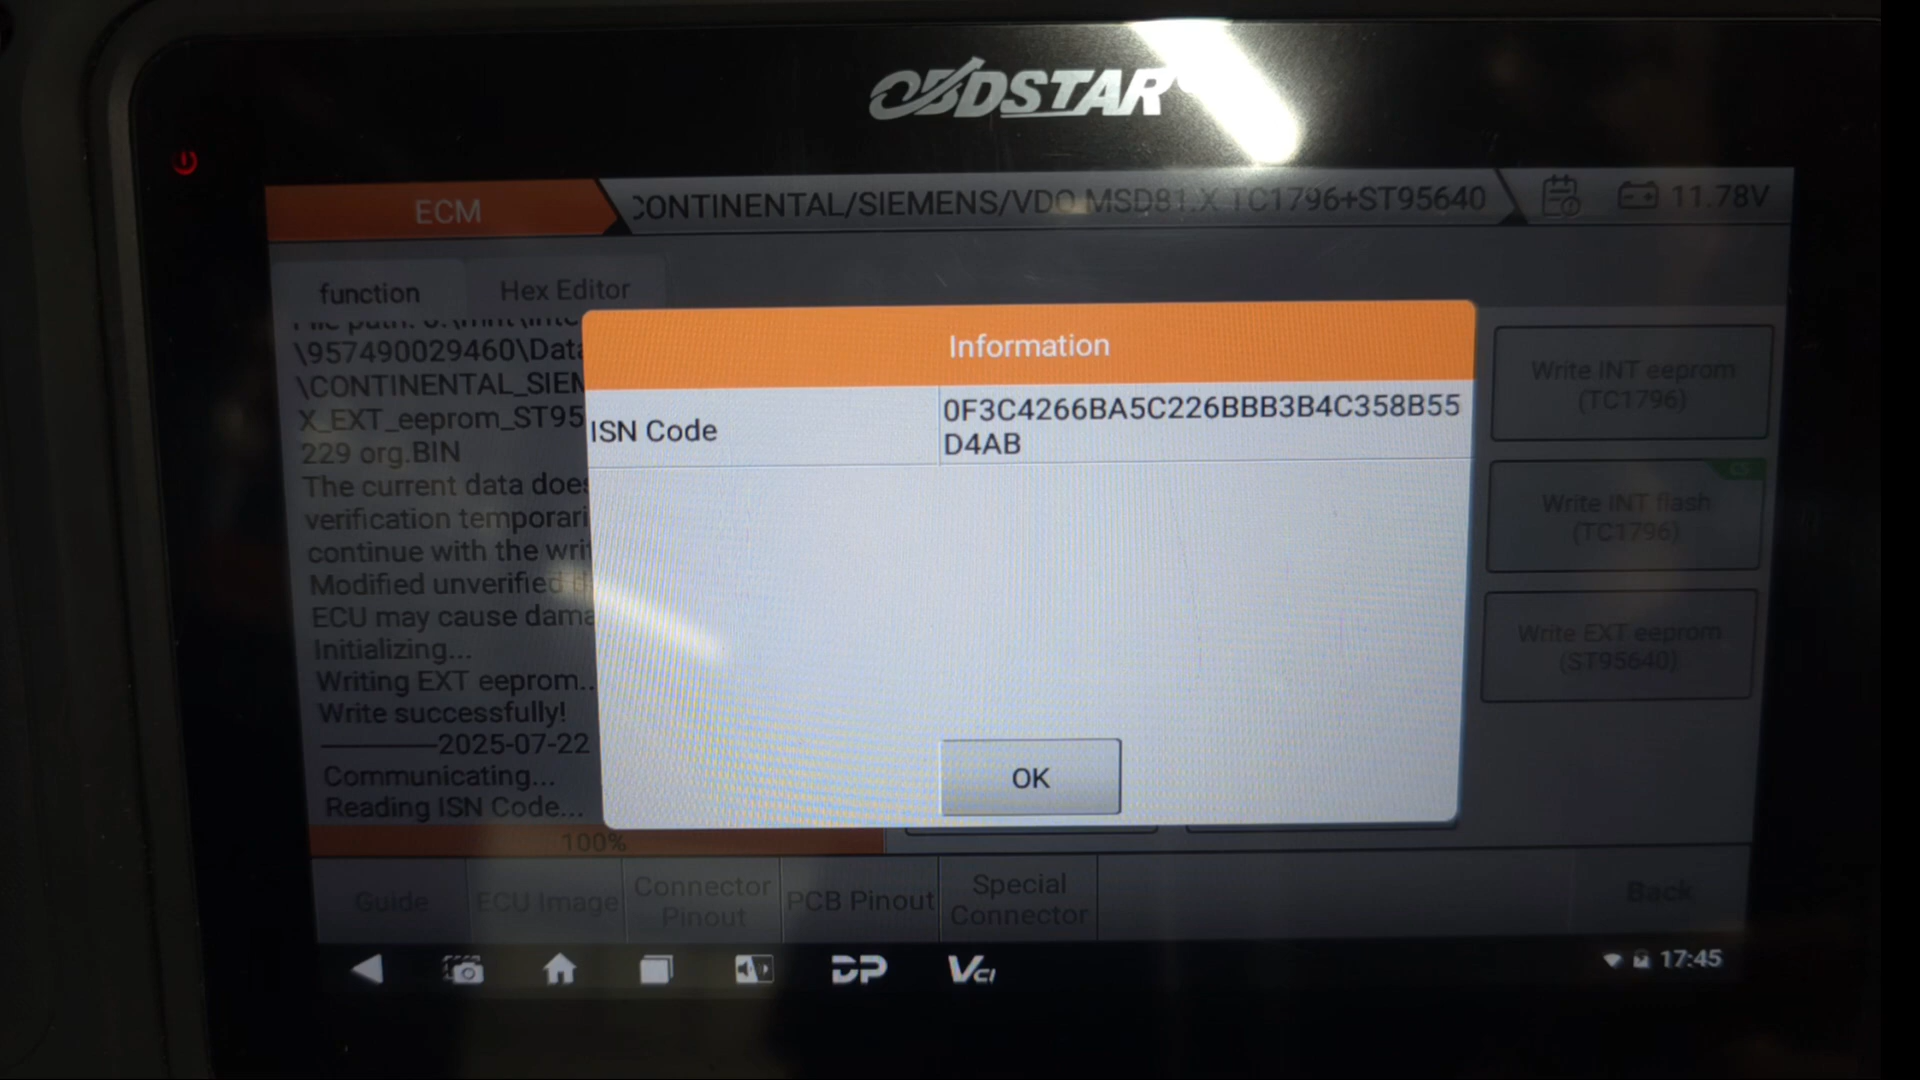 OBDSTAR
ECM
CONTINENTAL/SIEMENS/VDO MSD81.X TC1796+ST95640
11.78V
function
Hex Editor
\957490029460\Data
\CONTINENTAL_SIEM
X_EXT_eeprom_ST95
229 org.BIN
The current data does
verification temporari
continue with the wri
Modified unverified
ECU may cause dama
Initializing...
Writing EXT eeprom..
Write successfully!
2025-07-22
Communicating...
Reading ISN Code...
100%
Information
ISN Code
0F3C4266BA5C226BBB3B4C358B55
D4AB
OK
Write INT eeprom
(TC1796)
CS
Write INT flash
(TC1796)
Write EXT eeprom
(ST95640)
Guide
ECU Image
Connector
Pinout
PCB Pinout
Special
Connector
Back
DP
VCI
17:45